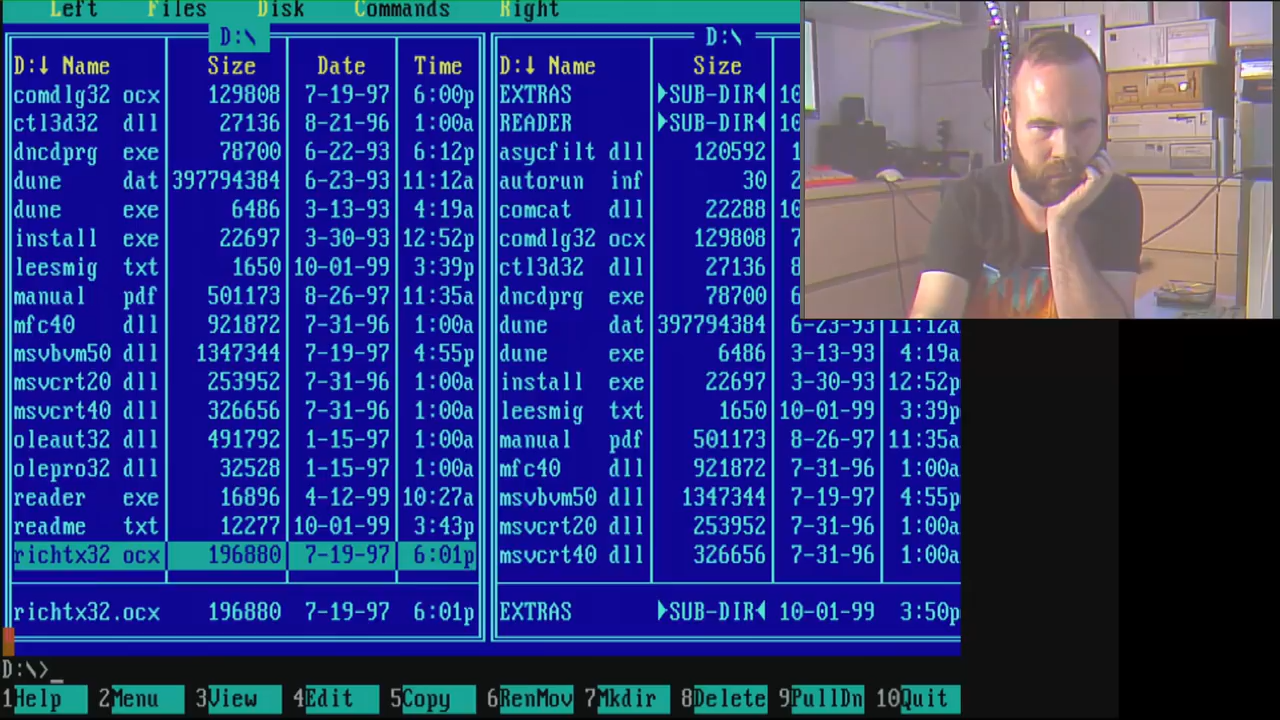 Left Files Disk Commands Right
D:\ D:\
D:↓ Name Size Date Time D:↓ Name Size
comdlg32 ocx 129808 7-19-97 6:00p EXTRAS ►SUB-DIR◄ 10
ctl3d32 dll 27136 8-21-96 1:00a READER ►SUB-DIR◄ 10
dncdprg exe 78700 6-22-93 6:12p asycfilt dll 120592 1
dune dat 397794384 6-23-93 11:12a autorun inf 30 2
dune exe 6486 3-13-93 4:19a comcat dll 22288 10
install exe 22697 3-30-93 12:52p comdlg32 ocx 129808 7
leesmig txt 1650 10-01-99 3:39p ctl3d32 dll 27136 8
manual pdf 501173 8-26-97 11:35a dncdprg exe 78700 6
mfc40 dll 921872 7-31-96 1:00a dune dat 397794384 6-23-93 11:12a
msvbvm50 dll 1347344 7-19-97 4:55p dune exe 6486 3-13-93 4:19a
msvcrt20 dll 253952 7-31-96 1:00a install exe 22697 3-30-93 12:52p
msvcrt40 dll 326656 7-31-96 1:00a leesmig txt 1650 10-01-99 3:39p
oleaut32 dll 491792 1-15-97 1:00a manual pdf 501173 8-26-97 11:35a
olepro32 dll 32528 1-15-97 1:00a mfc40 dll 921872 7-31-96 1:00a
reader exe 16896 4-12-99 10:27a msvbvm50 dll 1347344 7-19-97 4:55p
readme txt 12277 10-01-99 3:43p msvcrt20 dll 253952 7-31-96 1:00a
richtx32 ocx 196880 7-19-97 6:01p msvcrt40 dll 326656 7-31-96 1:00a
richtx32.ocx 196880 7-19-97 6:01p EXTRAS ►SUB-DIR◄ 10-01-99 3:50p
D:\>_
1Help 2Menu 3View 4Edit 5Copy 6RenMov 7Mkdir 8Delete 9PullDn 10Quit